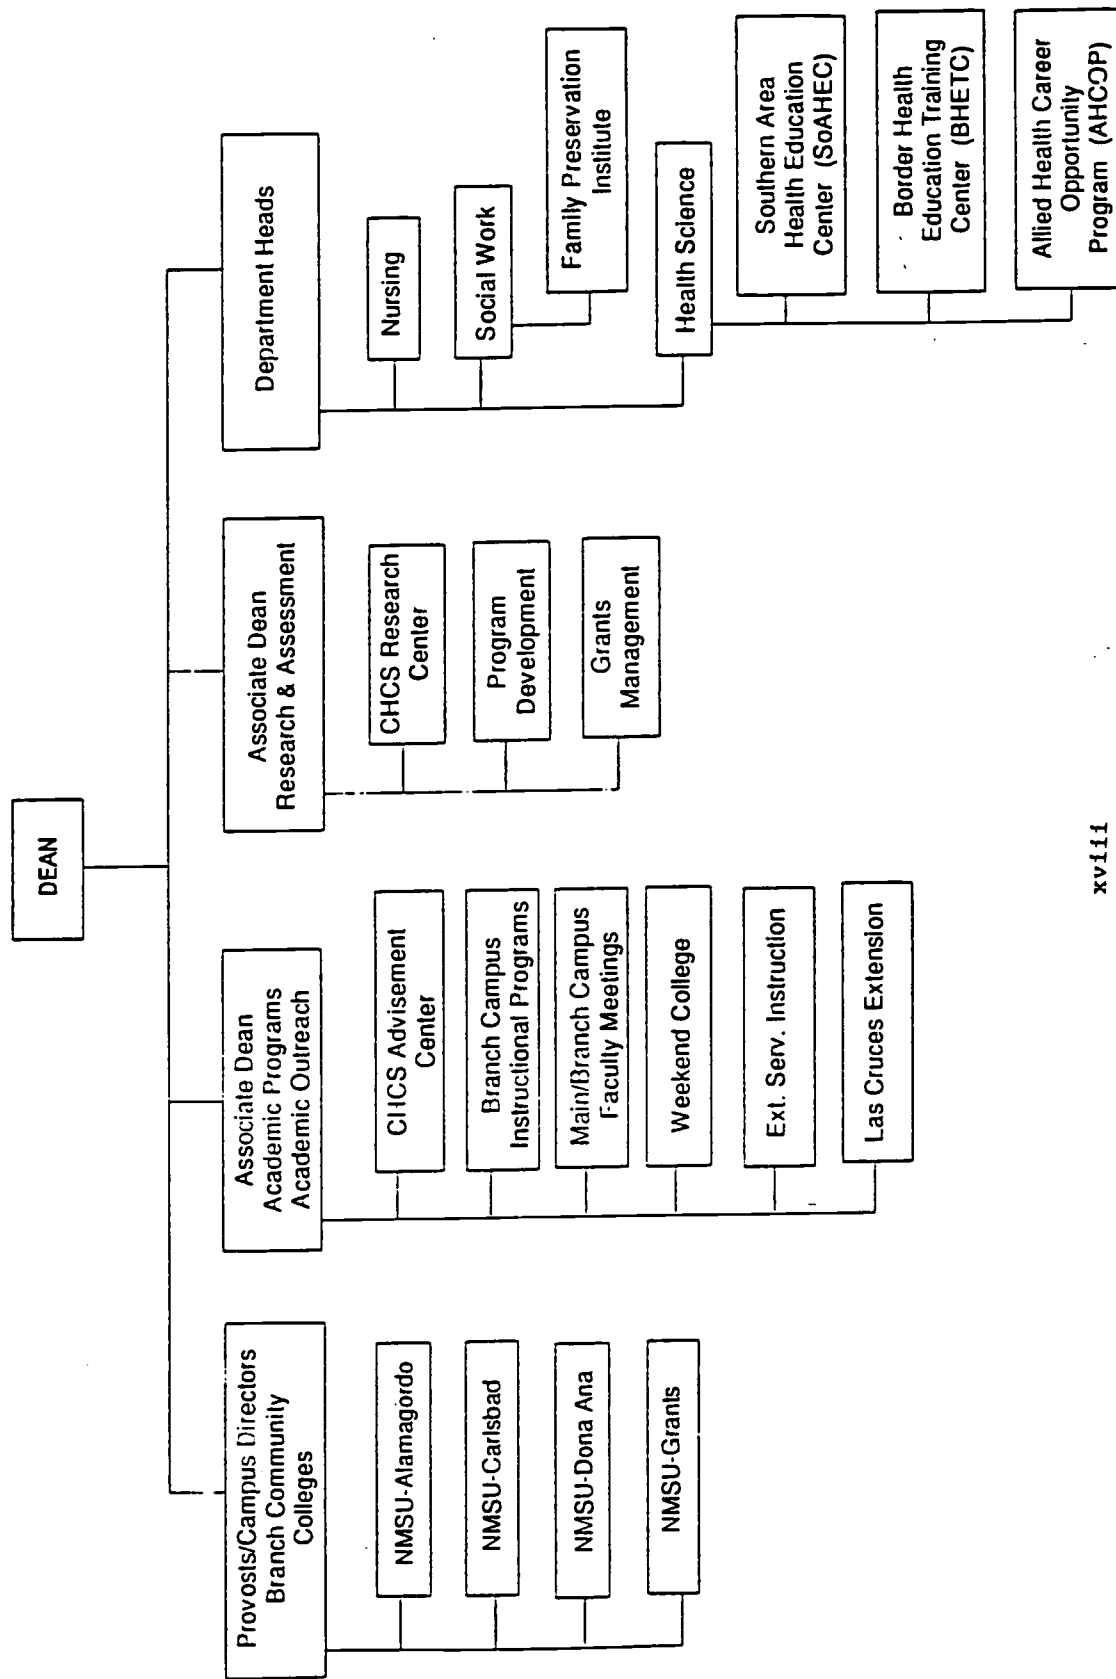 DEAN
Provosts/Campus Directors
Branch Community
Colleges
NMSU-Alamagordo
NMSU-Carlsbad
NMSU-Dona Ana
NMSU-Grants
Associate Dean
Academic Programs
Academic Outreach
CHCS Advisement
Center
Branch Campus
Instructional Programs
Main/Branch Campus
Faculty Meetings
Weekend College
Ext. Serv. Instruction
Las Cruces Extension
Associate Dean
Research & Assessment
CHCS Research
Center
Program
Development
Grants
Management
Department Heads
Nursing
Social Work
Family Preservation
Institute
Health Science
Southern Area
Health Education
Center (SoAHEC)
Border Health
Education Training
Center (BHETC)
Allied Health Career
Opportunity
Program (AHCOP)
xviii